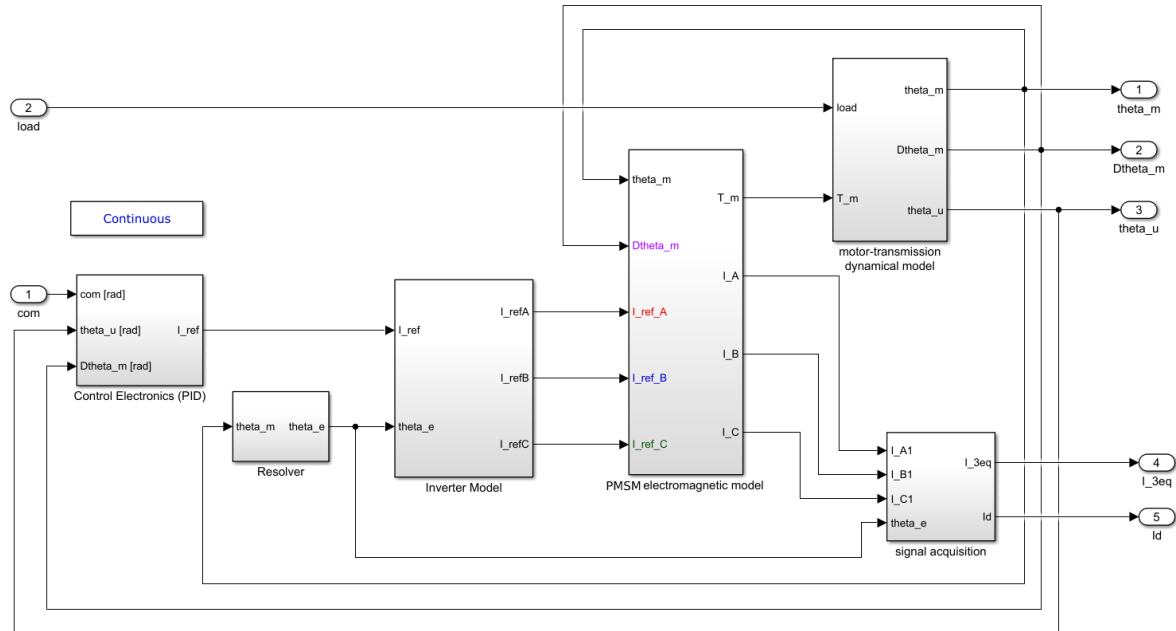 2
load
Continuous
1
com
com [rad]
theta_u [rad]
Dtheta_m [rad]
I_ref
Control Electronics (PID)
theta_m
theta_e
Resolver
I_ref
theta_e
I_refA
I_refB
I_refC
Inverter Model
theta_m
Dtheta_m
I_ref_A
I_ref_B
I_ref_C
T_m
I_A
I_B
I_C
PMSM electromagnetic model
load
T_m
theta_m
Dtheta_m
theta_u
motor-transmission
dynamical model
I_A1
I_B1
I_C1
theta_e
I_3eq
Id
signal acquisition
1
theta_m
2
Dtheta_m
3
theta_u
4
I_3eq
5
Id